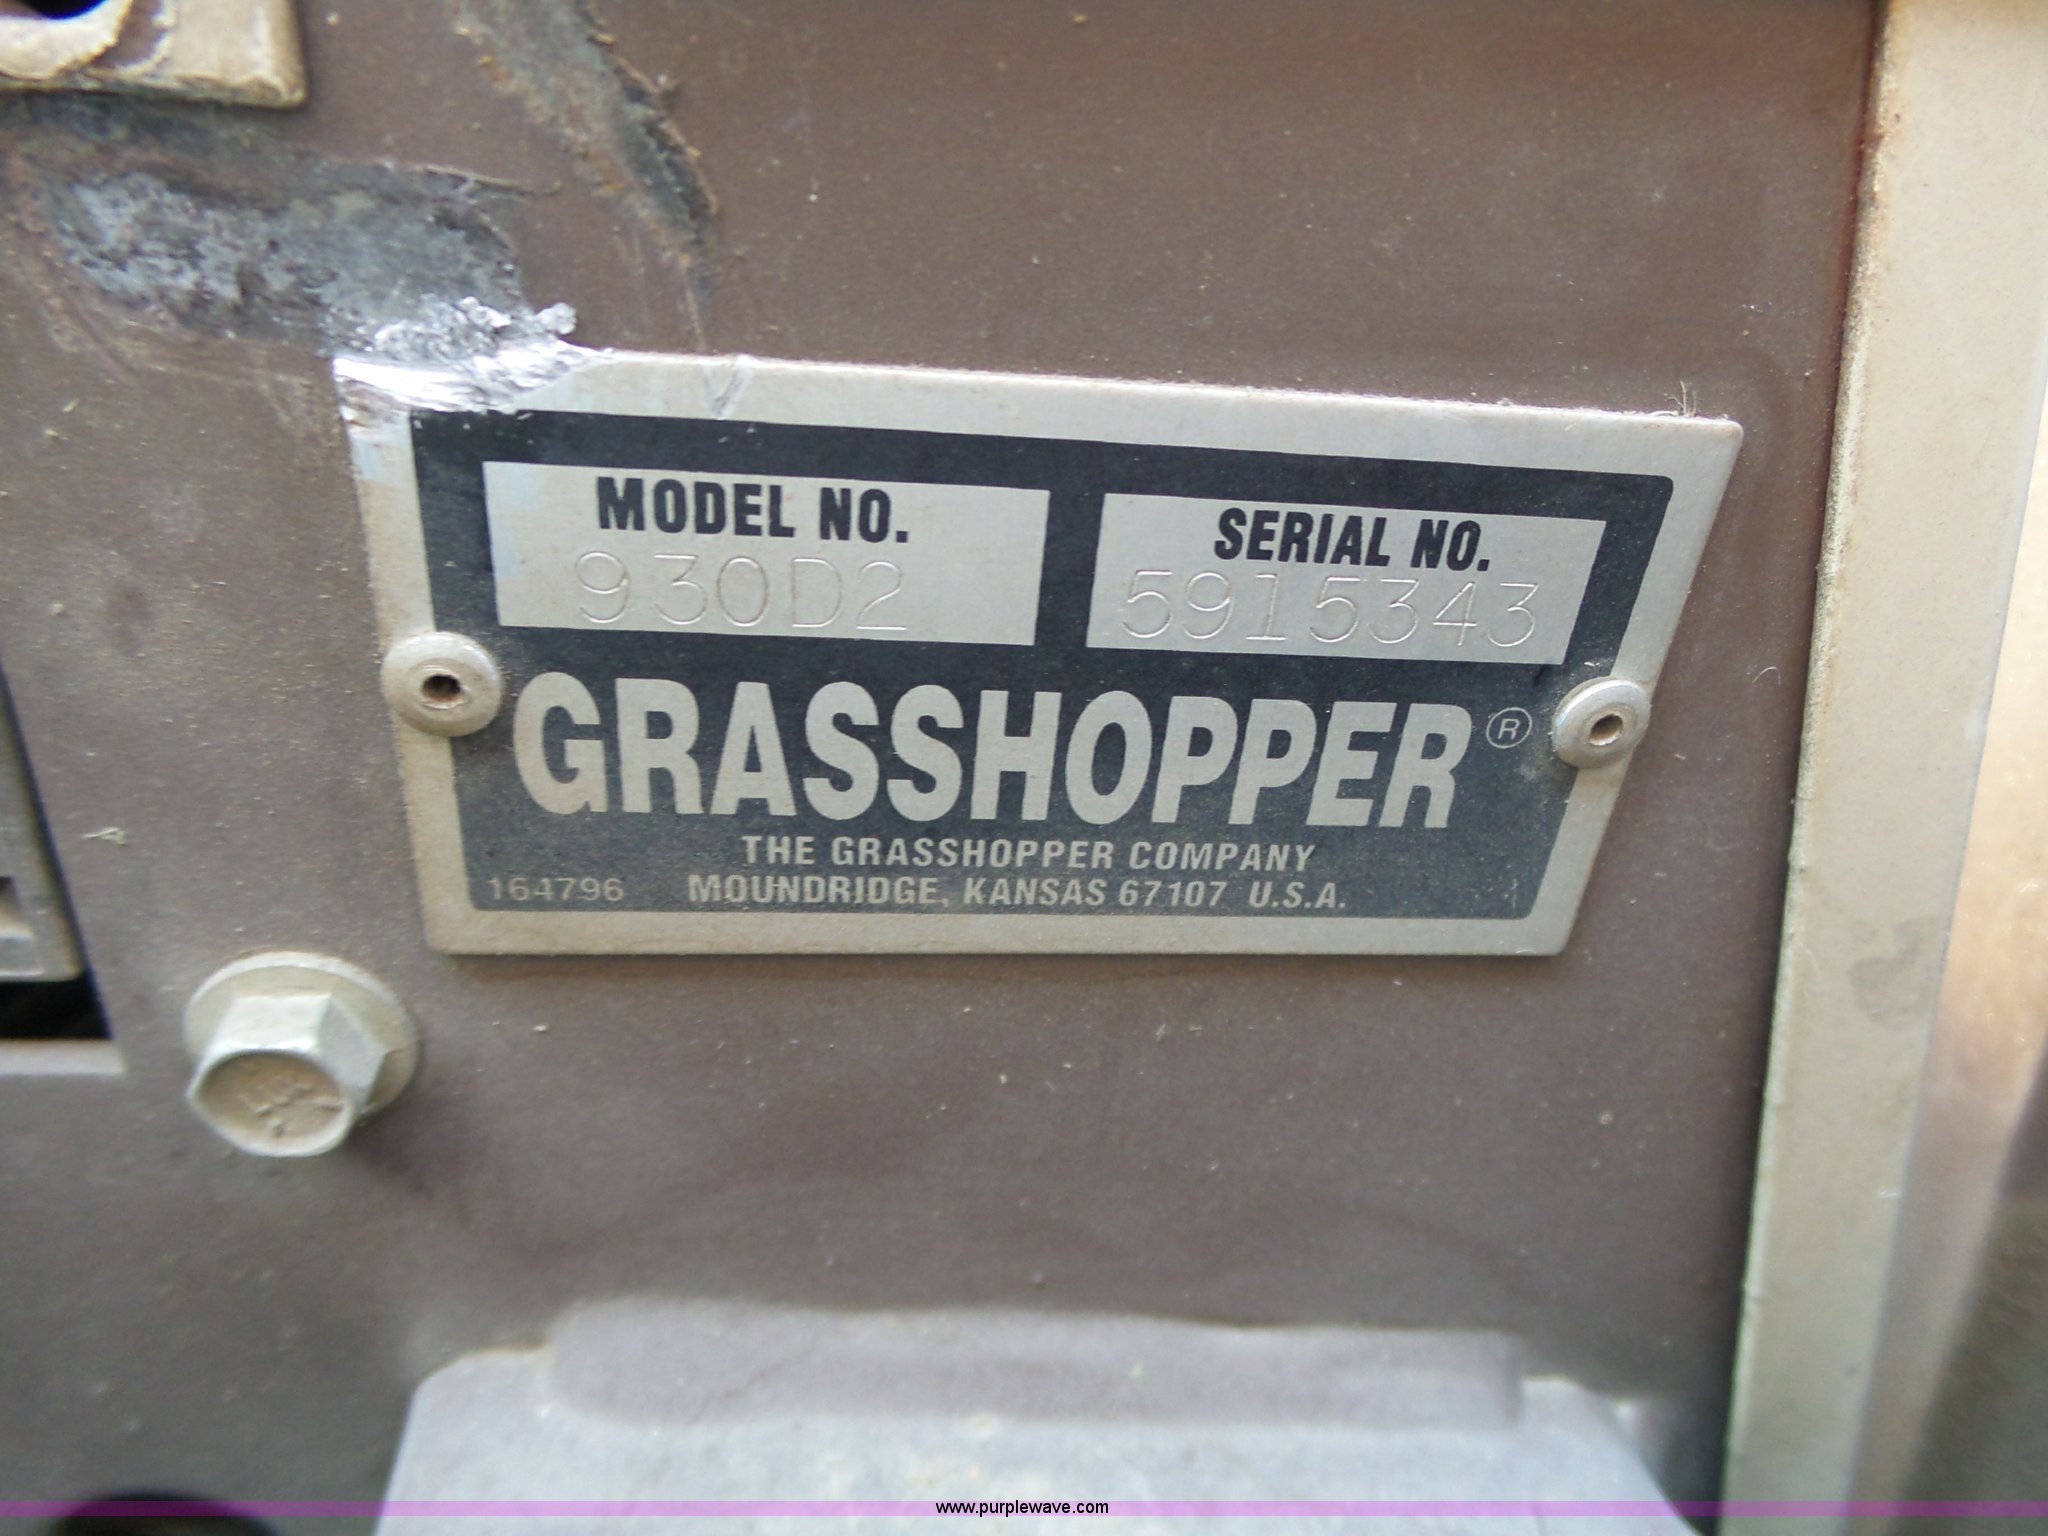 MODEL NO.
930D2
SERIAL NO.
5915343
GRASSHOPPER®
THE GRASSHOPPER COMPANY
164796 MOUNDRIDGE, KANSAS 67107 U.S.A.
www.purplewave.com